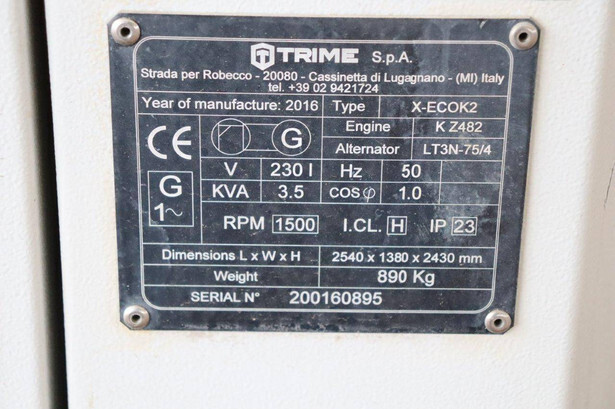 TRIME S.p.A.
Strada per Robecco - 20080 - Cassinetta di Lugagnano - (MI) Italy
tel. +39 02 9421724
Year of manufacture: 2016 Type X-ECOK2
Engine K Z482
Alternator LT3N-75/4
CE G
V 230 I Hz 50
G KVA 3.5 COSφ 1.0
1~
RPM 1500 I.CL. H IP 23
Dimensions L x W x H 2540 x 1380 x 2430 mm
Weight 890 Kg
SERIAL N° 200160895